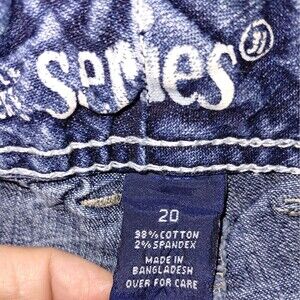 series 31
20
98% COTTON
2% SPANDEX
MADE IN
BANGLADESH
OVER FOR CARE